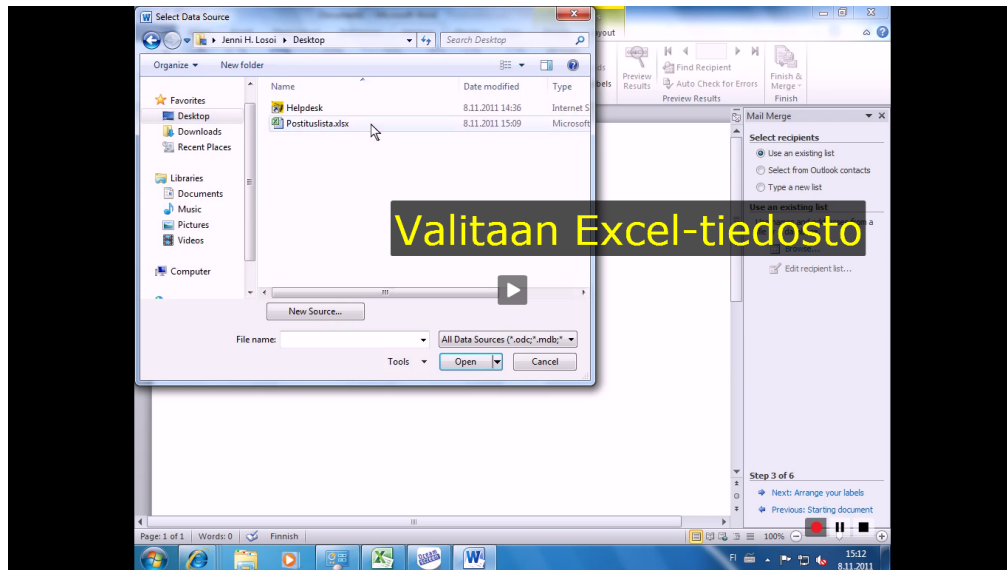 Select Data Source
Jenni H. Losoi Desktop
Search Desktop
Organize
New folder
Name
Date modified
Type
Favorites
Desktop
Downloads
Recent Places
Libraries
Documents
Music
Pictures
Videos
Computer
Helpdesk
8.11.2011 14:36
Internet S
Postituslista.xlsx
8.11.2011 15:09
Microsoft
New Source...
File name:
All Data Sources (*.odc;*.mdb;*
Tools
Open
Cancel
Valitaan Excel-tiedosto
Preview
Results
Find Recipient
Auto Check for Errors
Preview Results
Finish &
Merge
Finish
Mail Merge
Select recipients
Use an existing list
Select from Outlook contacts
Type a new list
Use an existing list
Edit recipient list...
Step 3 of 6
Next: Arrange your labels
Previous: Starting document
Page: 1 of 1
Words: 0
Finnish
100%
FI
15:12
8.11.2011